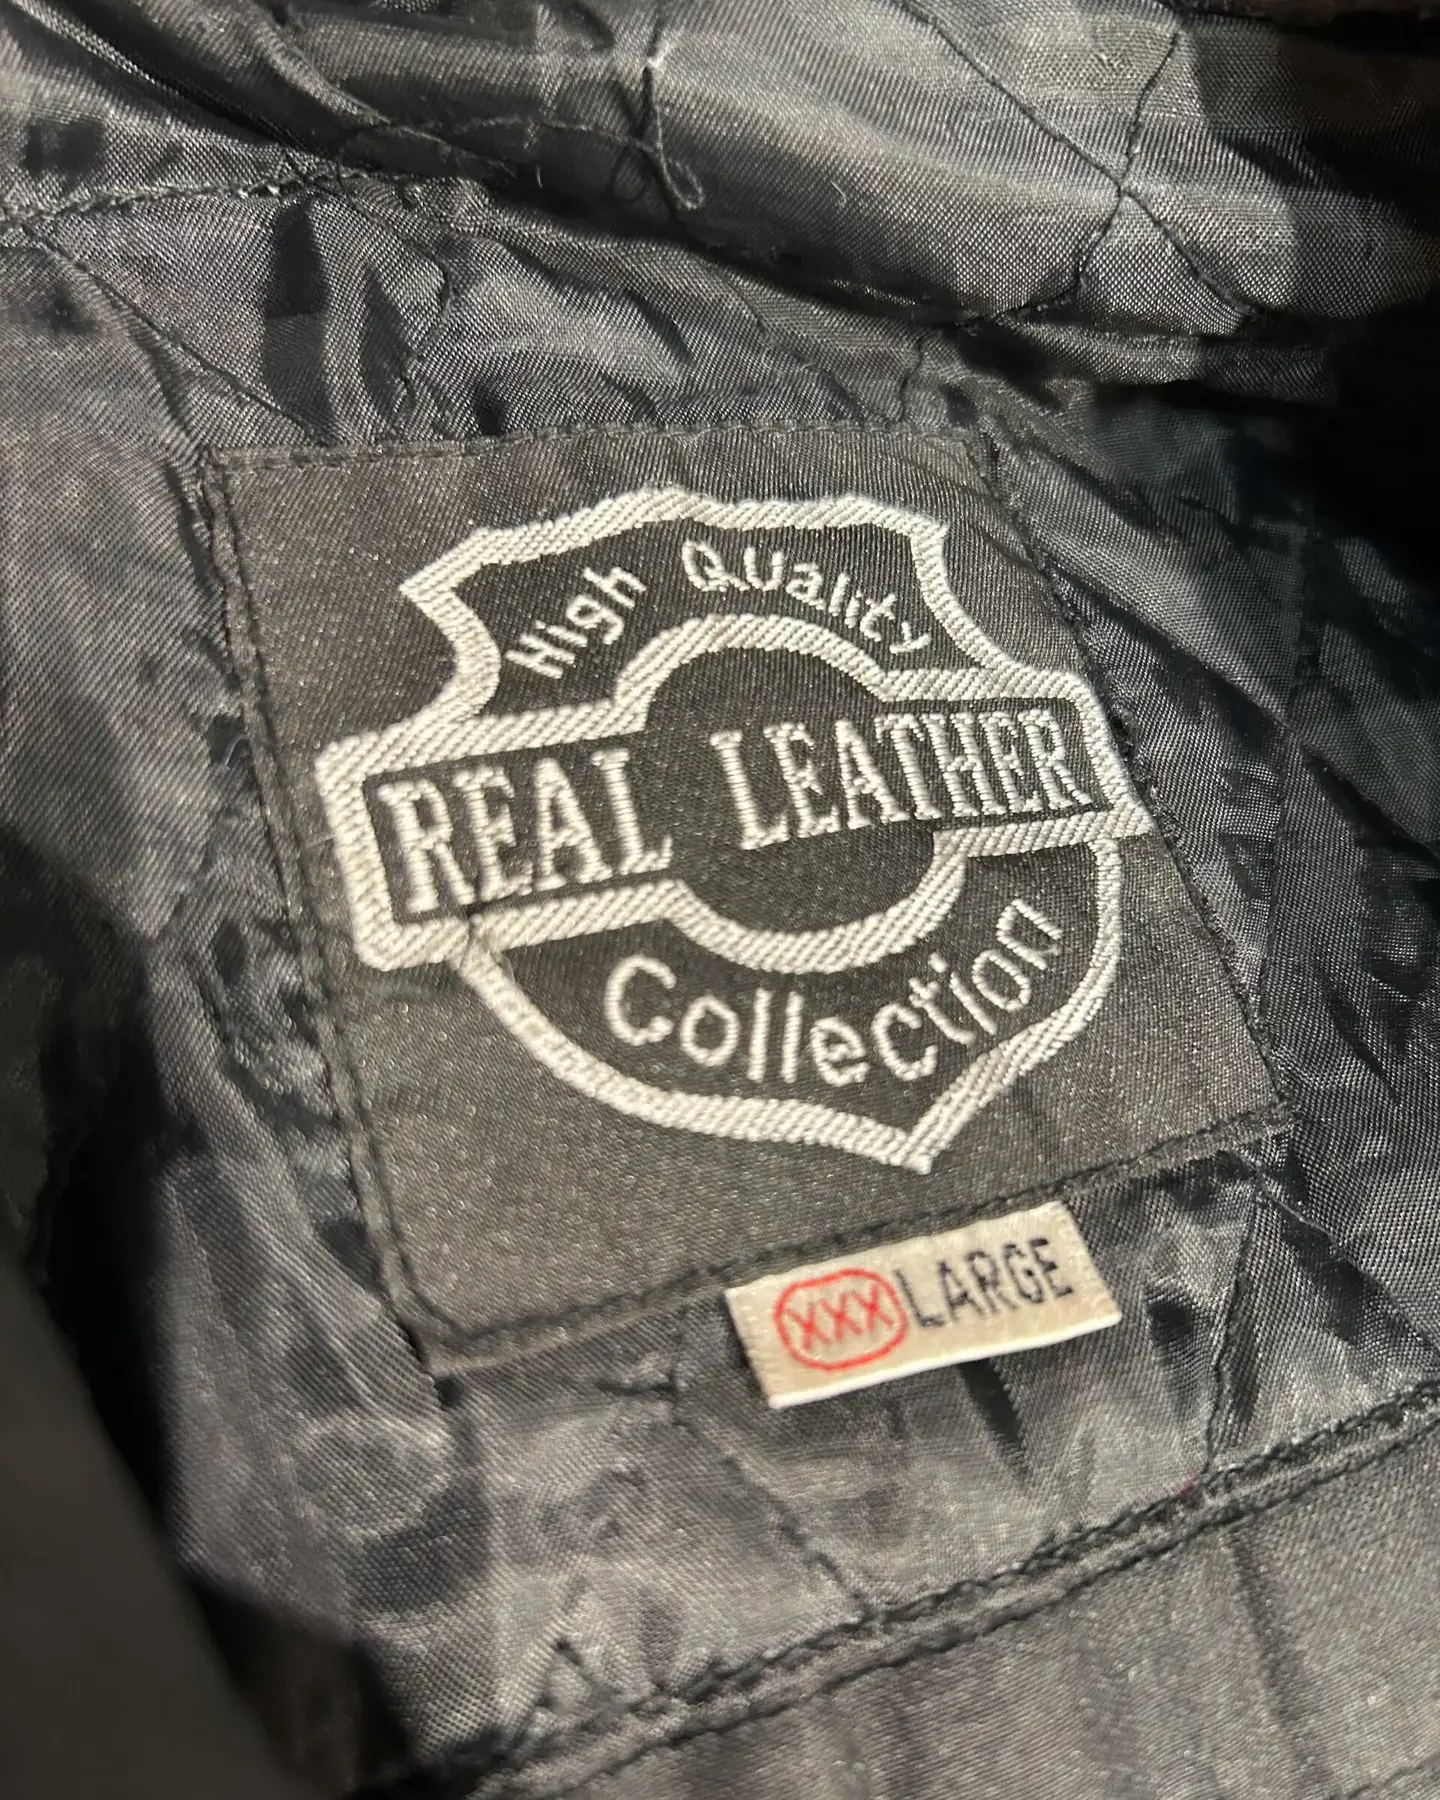 High Quality
REAL LEATHER
Collection
XXX LARGE